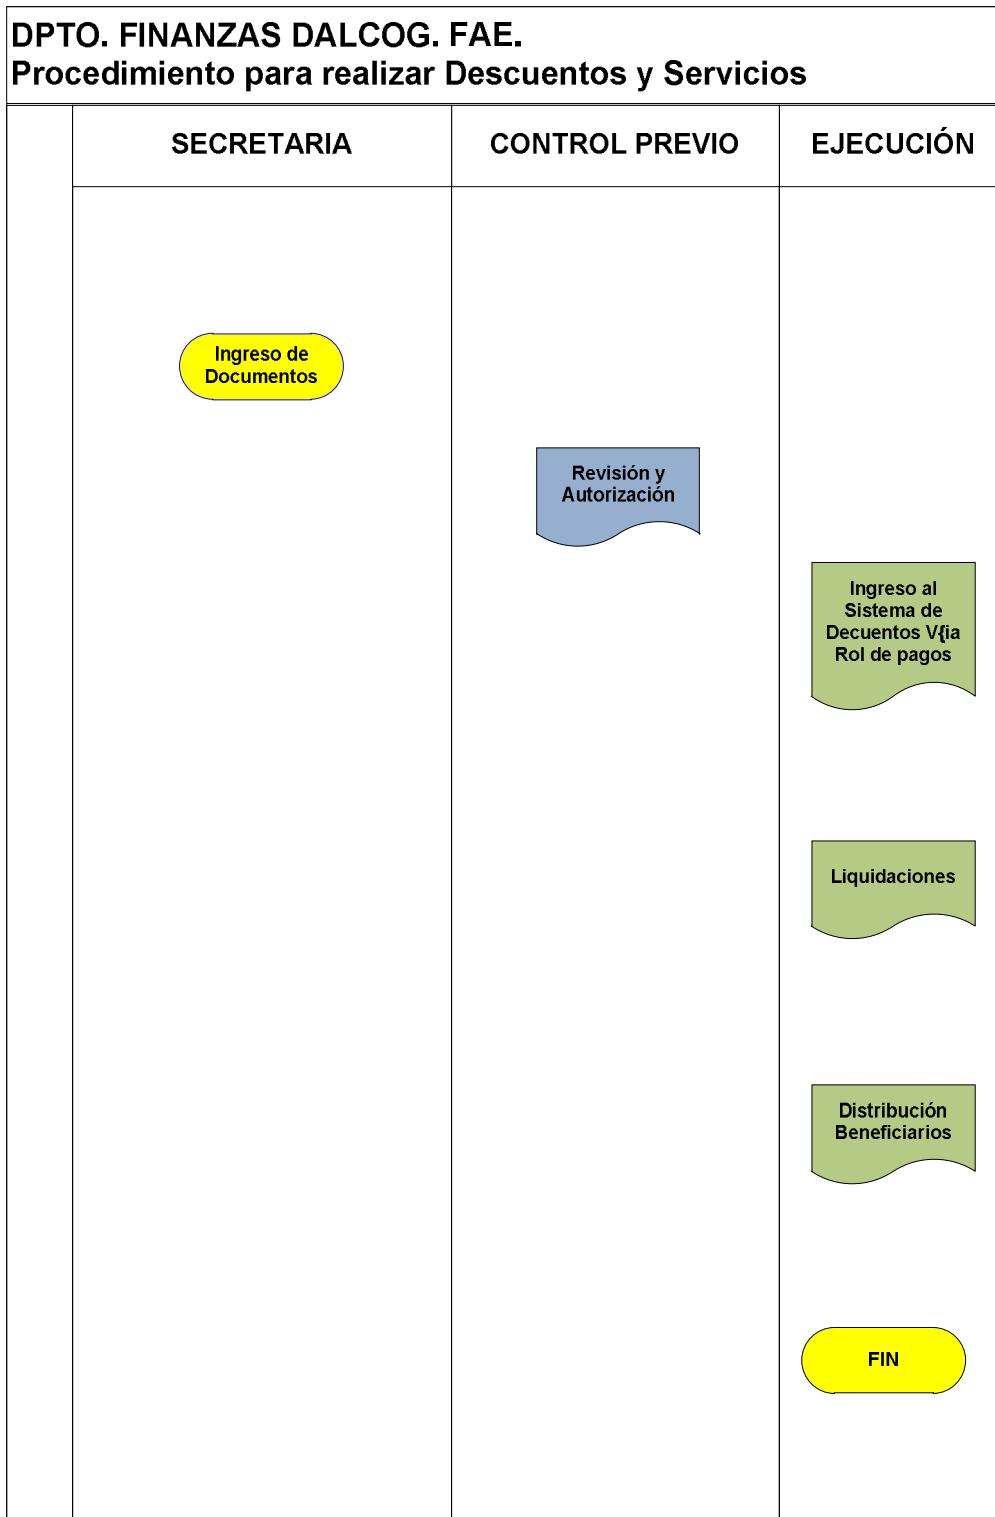 DPTO. FINANZAS DALCOG. FAE.
Procedimiento para realizar Descuentos y Servicios
SECRETARIA
CONTROL PREVIO
EJECUCIÓN
Ingreso de
Documentos
Revisión y
Autorización
Ingreso al
Sistema de
Decuentos V{ia
Rol de pagos
Liquidaciones
Distribución
Beneficiarios
FIN